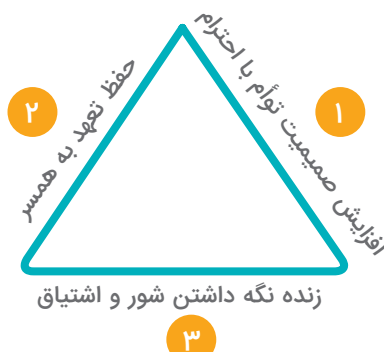 ۱
افزایش صمیمیت توأم با احترام
۲
حفظ تعهد به همسر
زنده نگه داشتن شور و اشتیاق
۳